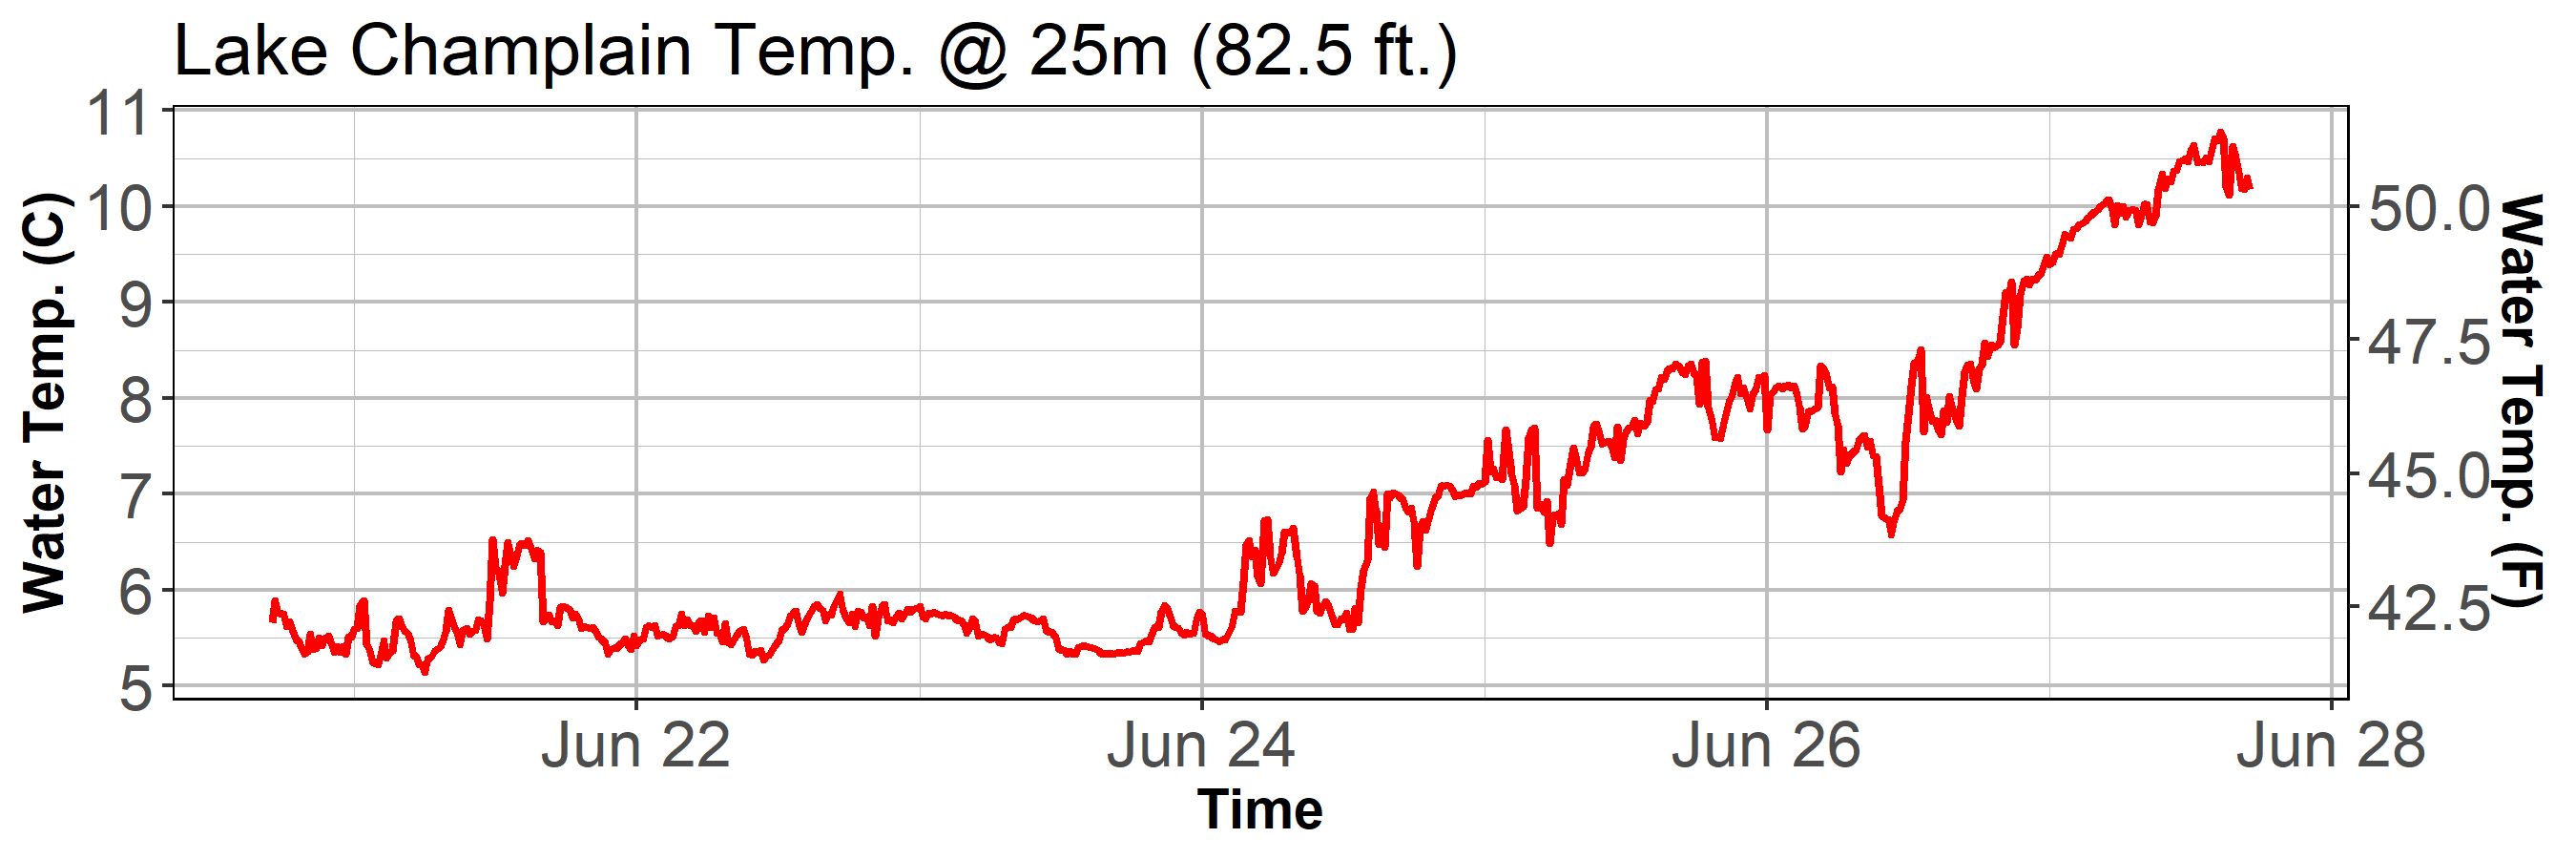 Lake Champlain Temp. @ 25m (82.5 ft.)
Water Temp. (C)
11
10
9
8
7
6
5
50.0
47.5
45.0
42.5
Water Temp. (F)
Jun 22 Jun 24 Jun 26 Jun 28
Time